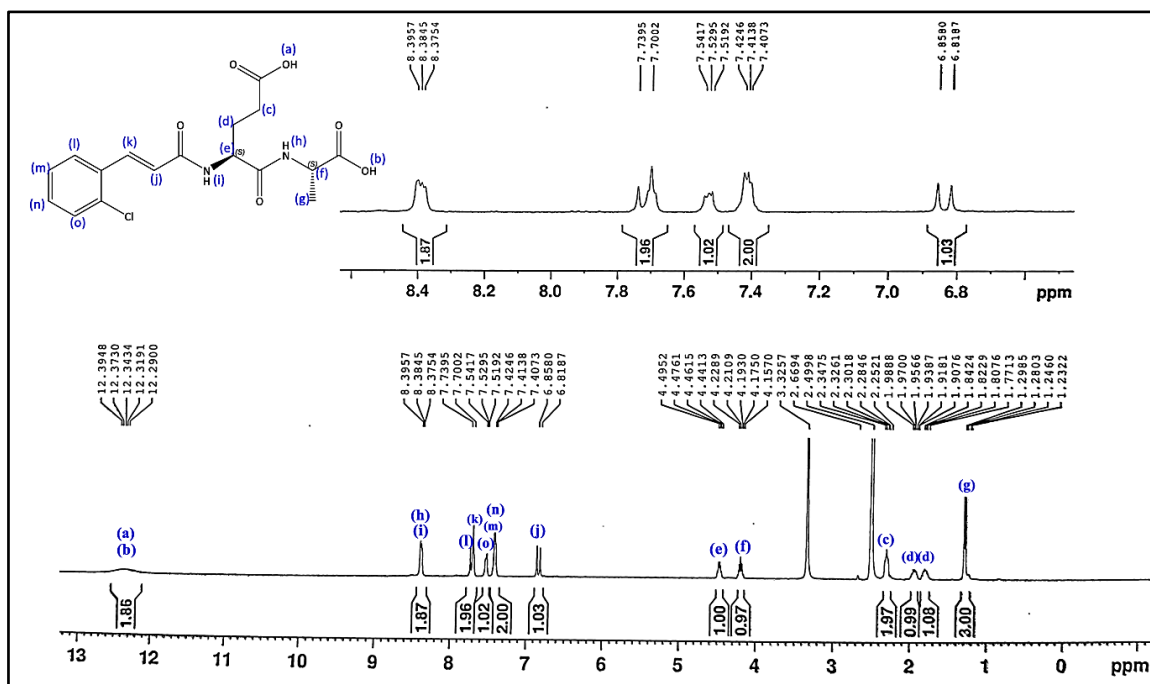 (a)
O
OH
(c)
(d)
(k)
(l)
O
(h)
H
N
O
(e)
(S)
(S)
(f)
OH
(b)
(m)
(j)
N
H
(i)
O
(g)
(n)
Cl
(o)
8.3957
8.3845
8.3754
7.7395
7.7002
7.5417
7.5295
7.5192
7.4246
7.4138
7.4073
6.8580
6.8187
1.87
1.96
1.02
2.00
1.03
8.4 8.2 8.0 7.8 7.6 7.4 7.2 7.0 6.8 ppm
12.3948
12.3730
12.3434
12.3191
12.2900
8.3957
8.3845
8.3754
7.7395
7.7002
7.5417
7.5295
7.5192
7.4246
7.4138
7.4073
6.8580
6.8187
4.4952
4.4761
4.4615
4.4413
4.2289
4.2109
4.1930
4.1750
4.1570
3.3257
2.6694
2.4998
2.3475
2.3261
2.3018
2.2846
2.2521
1.9888
1.9700
1.9566
1.9387
1.9181
1.9076
1.8424
1.8229
1.8076
1.7713
1.2985
1.2803
1.2460
1.2322
(a)
(b)
(h)
(i)
(l)
(k)
(o)
(n)
(m)
(j)
(e)
(f)
(c)
(d)
(d)
(g)
1.86
1.87
1.96
1.02
2.00
1.03
1.00
0.97
1.97
0.99
1.08
3.00
13 12 11 10 9 8 7 6 5 4 3 2 1 0 ppm